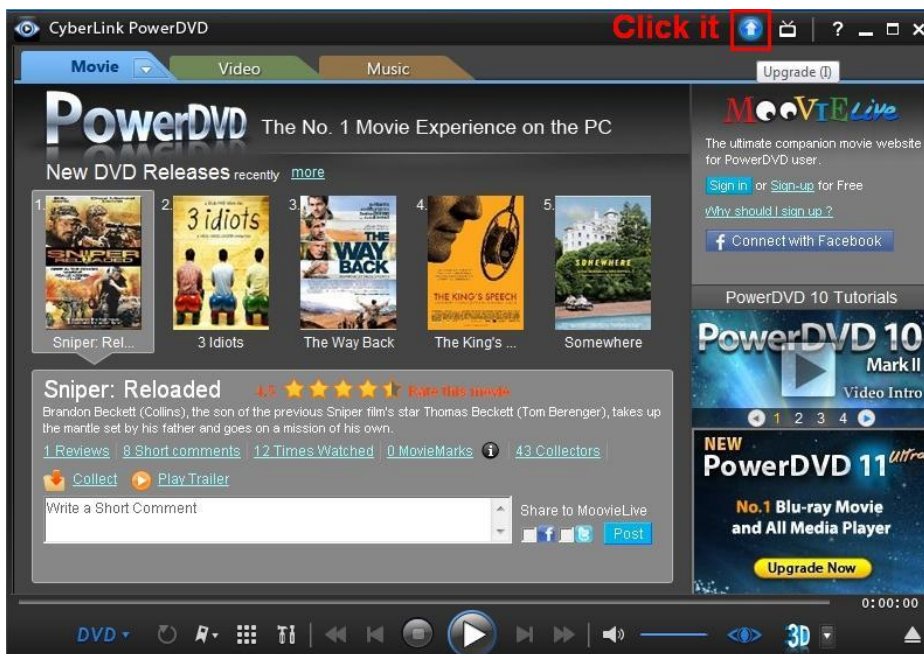 CyberLink PowerDVD
Click it
?
Movie
Video
Music
Upgrade (I)
PowerDVD The No. 1 Movie Experience on the PC
New DVD Releases recently more
1.
2.
3.
4.
5.
SNIPER
RELOADED
3 idiots
THE
WAY
BACK
THE KING'S SPEECH
SOMEWHERE
Sniper: Rel...
3 Idiots
The Way Back
The King's ...
Somewhere
Sniper: Reloaded 4.5 Rate this movie
Brandon Beckett (Collins), the son of the previous Sniper film's star Thomas Beckett (Tom Berenger), takes up
the mantle set by his father and goes on a mission of his own.
1 Reviews 8 Short comments 12 Times Watched 0 MovieMarks i 43 Collectors
Collect Play Trailer
Write a Short Comment
Share to MoovieLive
Post
MooVIE Live
The ultimate companion movie website
for PowerDVD user.
Sign in or Sign-up for Free
Why should I sign up ?
f Connect with Facebook
PowerDVD 10 Tutorials
PowerDVD 10
Mark II
Video Intro
1 2 3 4
NEW
PowerDVD 11 Ultra
No.1 Blu-ray Movie
and All Media Player
Upgrade Now
0:00:00
DVD
3D